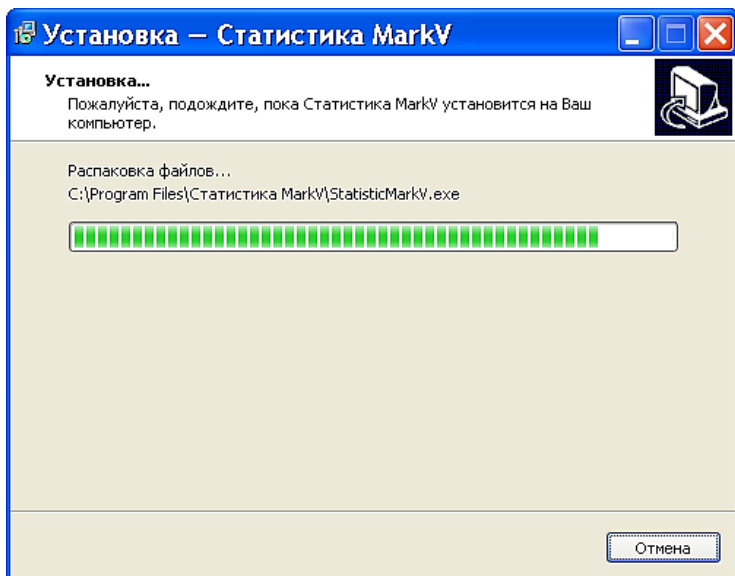 Установка — Статистика MarkV
Установка...
Пожалуйста, подождите, пока Статистика MarkV установится на Ваш
компьютер.
Распаковка файлов...
C:\Program Files\Статистика MarkV\StatisticMarkV.exe
Отмена